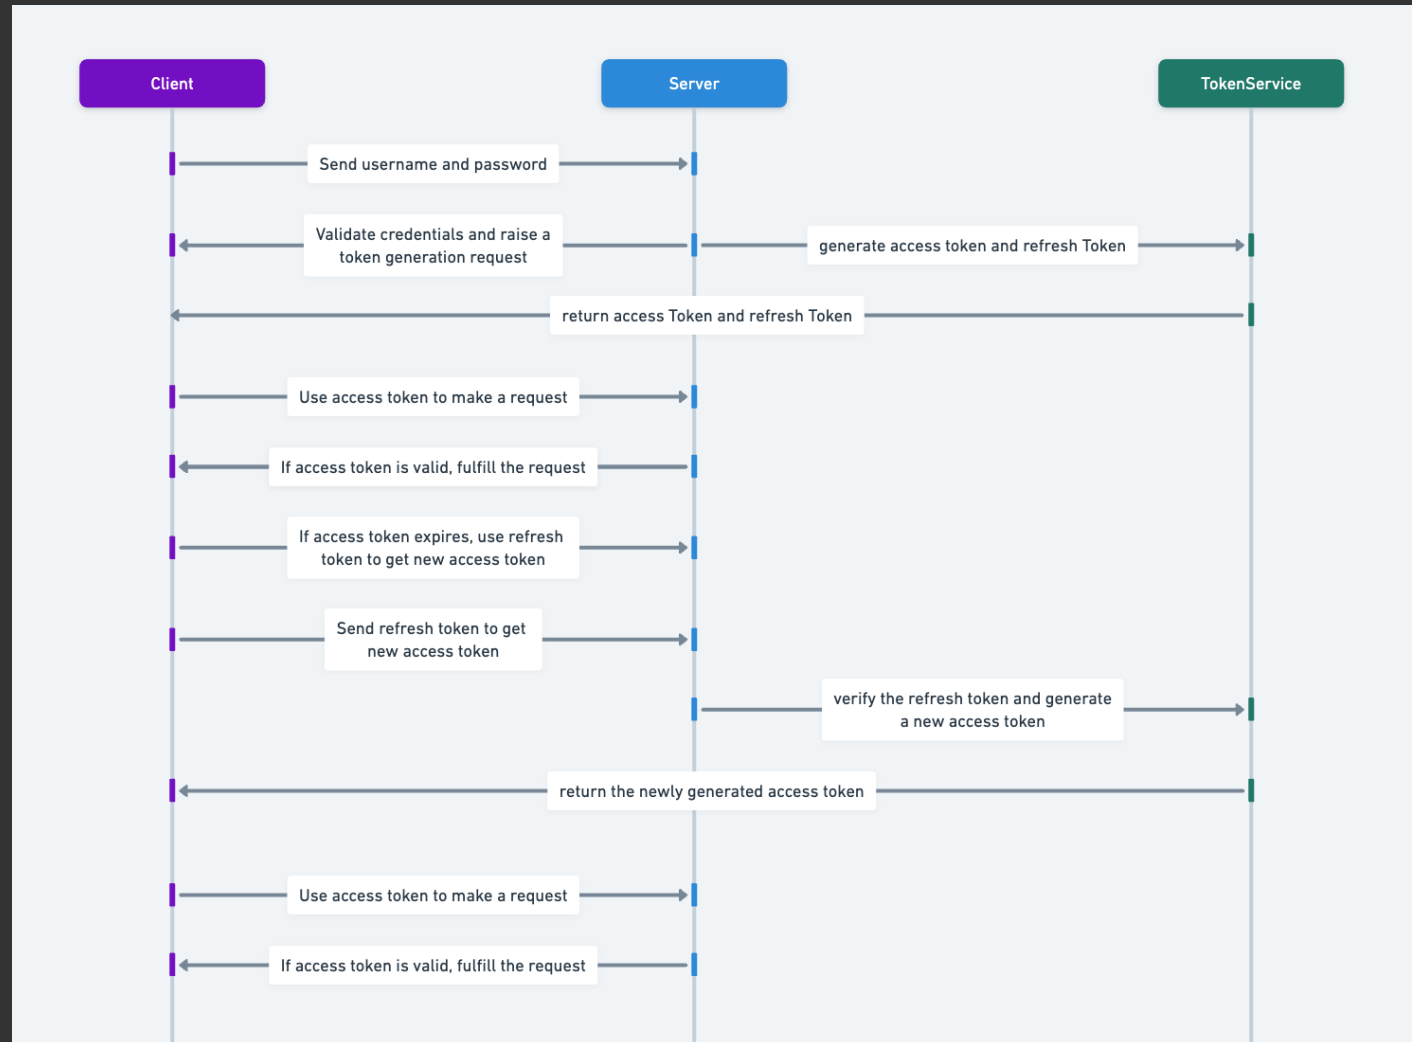 Client
Server
TokenService
Send username and password
Validate credentials and raise a
token generation request
generate access token and refresh Token
return access Token and refresh Token
Use access token to make a request
If access token is valid, fulfill the request
If access token expires, use refresh
token to get new access token
Send refresh token to get
new access token
verify the refresh token and generate
a new access token
return the newly generated access token
Use access token to make a request
If access token is valid, fulfill the request